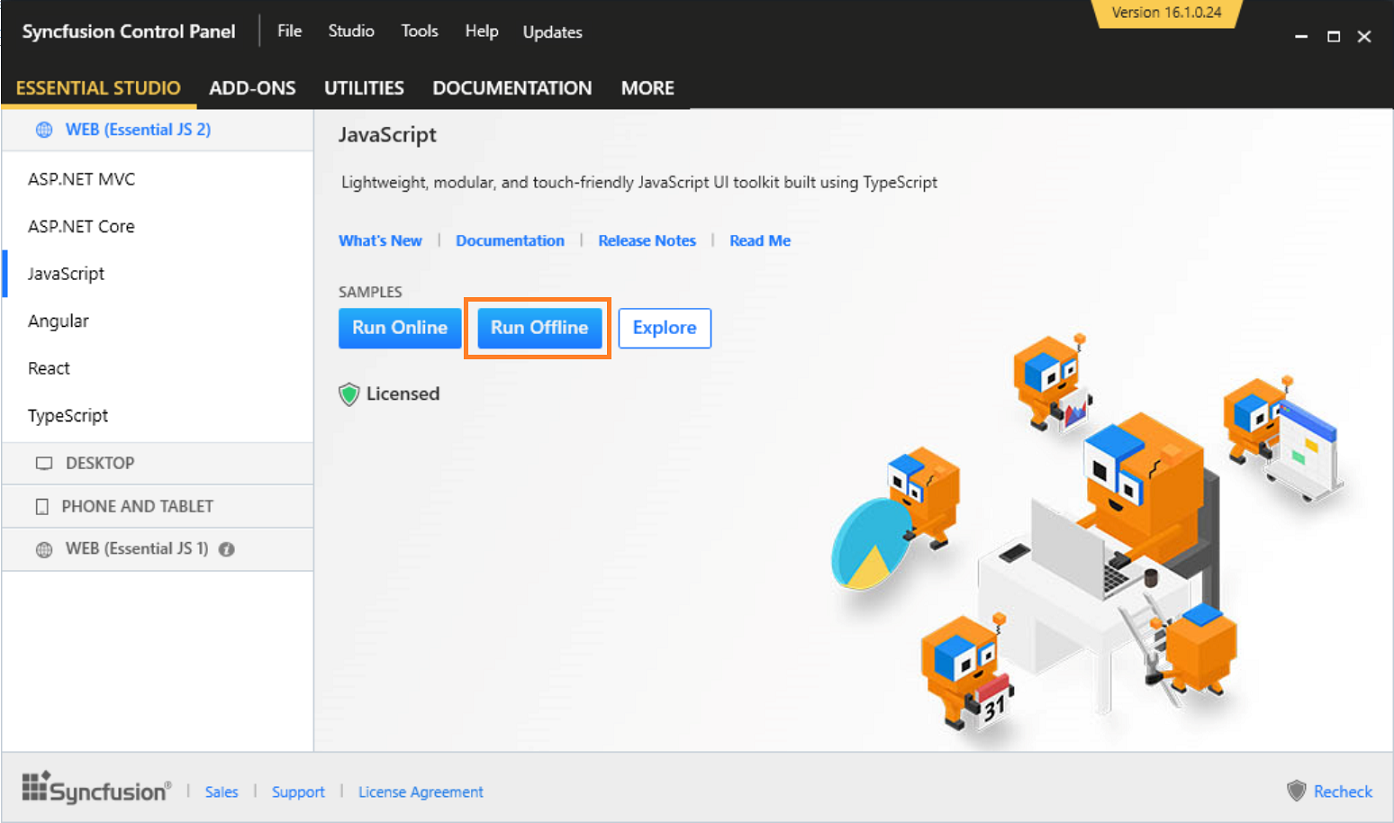 Version 16.1.0.24
Syncfusion Control Panel File Studio Tools Help Updates
ESSENTIAL STUDIO ADD-ONS UTILITIES DOCUMENTATION MORE
WEB (Essential JS 2)
ASP.NET MVC
ASP.NET Core
JavaScript
Angular
React
TypeScript
DESKTOP
PHONE AND TABLET
WEB (Essential JS 1)
JavaScript
Lightweight, modular, and touch-friendly JavaScript UI toolkit built using TypeScript
What's New | Documentation | Release Notes | Read Me
SAMPLES
Run Online Run Offline Explore
Licensed
31
Syncfusion® | Sales | Support | License Agreement
Recheck